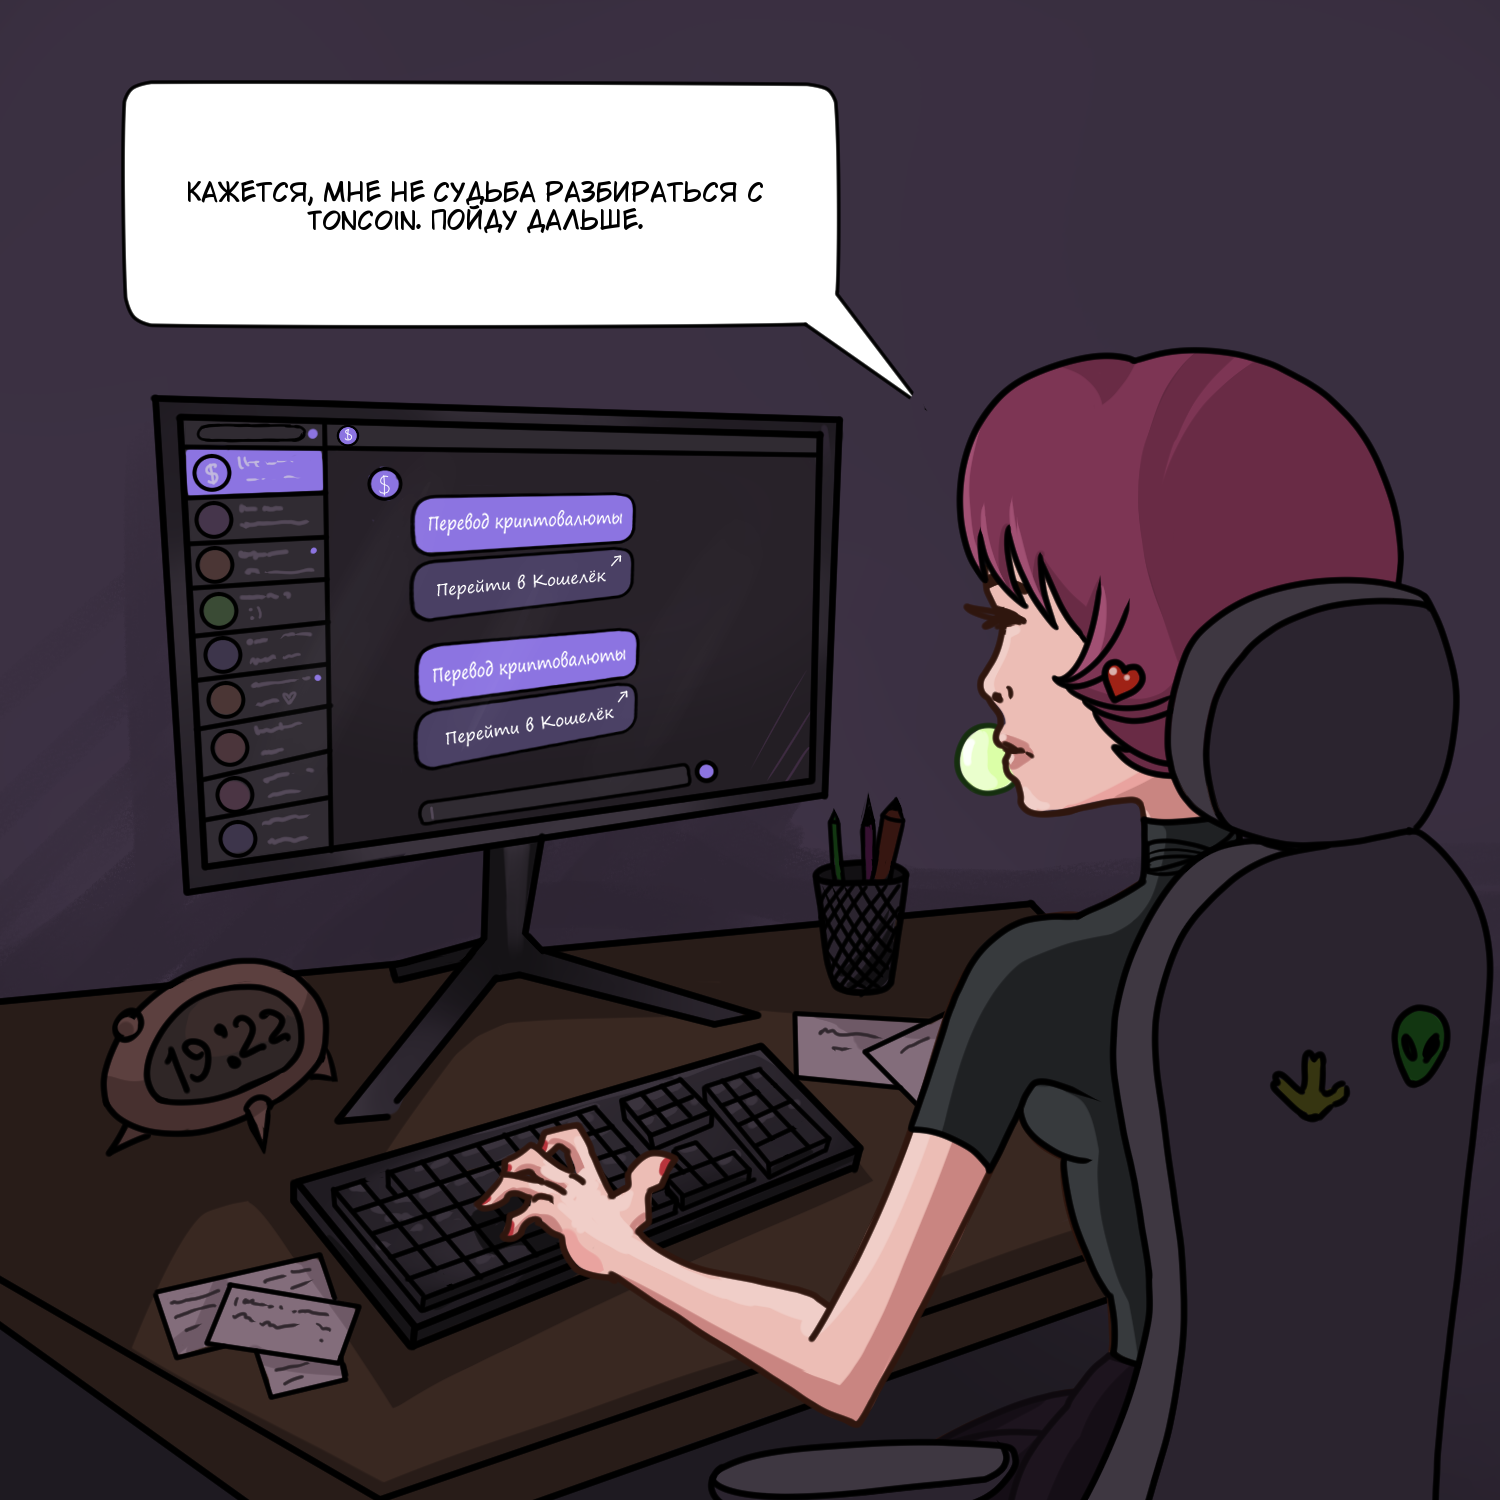 КАЖЕТСЯ, МНЕ НЕ СУДЬБА РАЗБИРАТЬСЯ С
TONCOIN. ПОЙДУ ДАЛЬШЕ.
$
$
$
Перевод криптовалюты
Перейти в Кошелёк
:)
Перевод криптовалюты
Перейти в Кошелёк
19:22